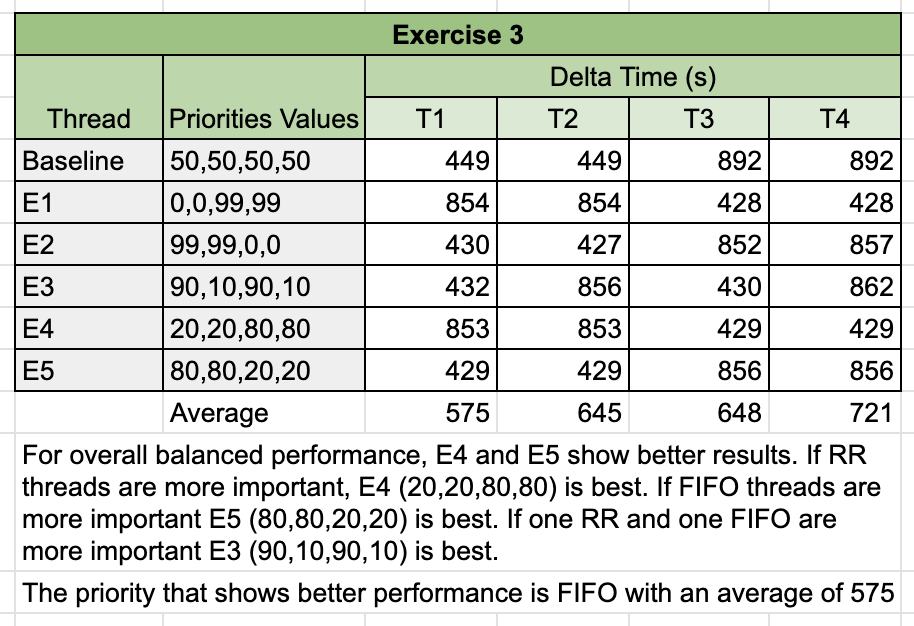 Exercise 3
Delta Time (s)
Thread Priorities Values T1 T2 T3 T4
Baseline 50,50,50,50 449 449 892 892
E1 0,0,99,99 854 854 428 428
E2 99,99,0,0 430 427 852 857
E3 90,10,90,10 432 856 430 862
E4 20,20,80,80 853 853 429 429
E5 80,80,20,20 429 429 856 856
Average 575 645 648 721
For overall balanced performance, E4 and E5 show better results. If RR
threads are more important, E4 (20,20,80,80) is best. If FIFO threads are
more important E5 (80,80,20,20) is best. If one RR and one FIFO are
more important E3 (90,10,90,10) is best.
The priority that shows better performance is FIFO with an average of 575